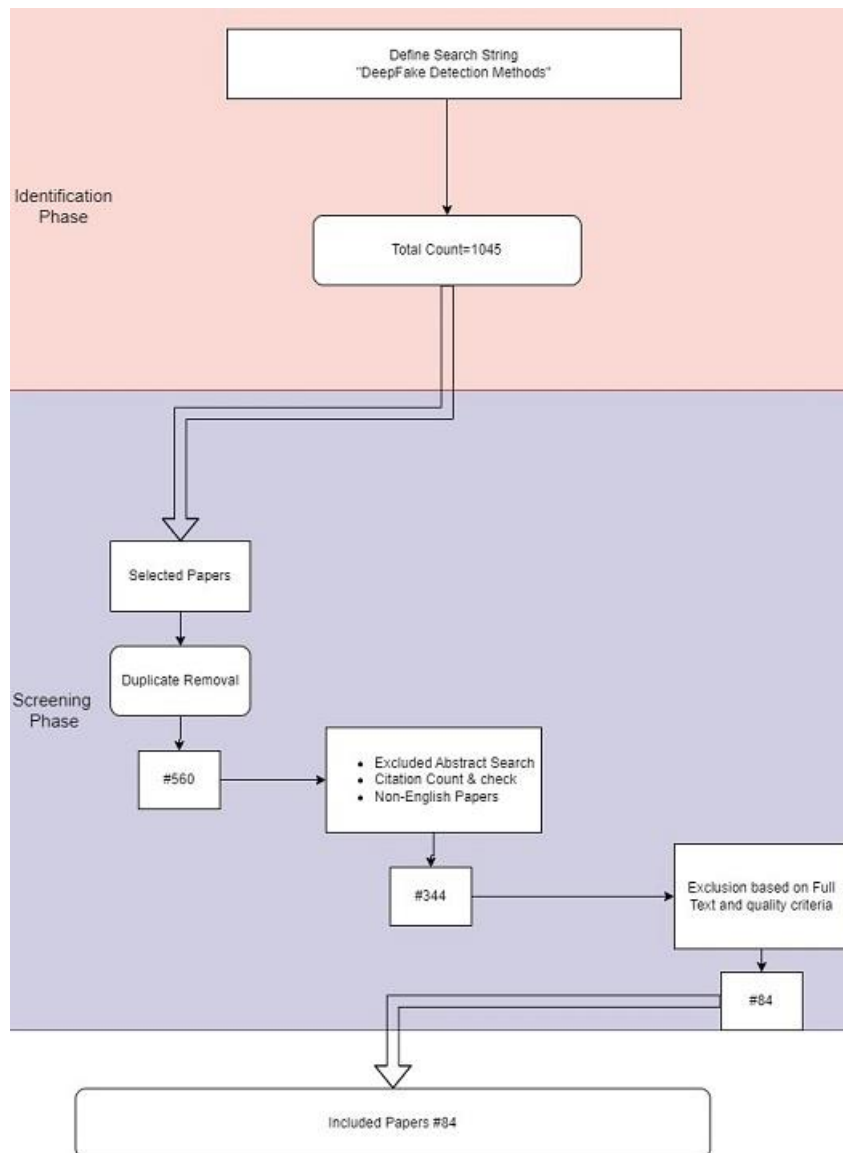 Define Search String
"DeepFake Detection Methods"
Identification
Phase
Total Count=1045
Selected Papers
Duplicate Removal
Screening
Phase
#560
• Excluded Abstract Search
• Citation Count & check
• Non-English Papers
#344
Exclusion based on Full
Text and quality criteria
#84
Included Papers #84